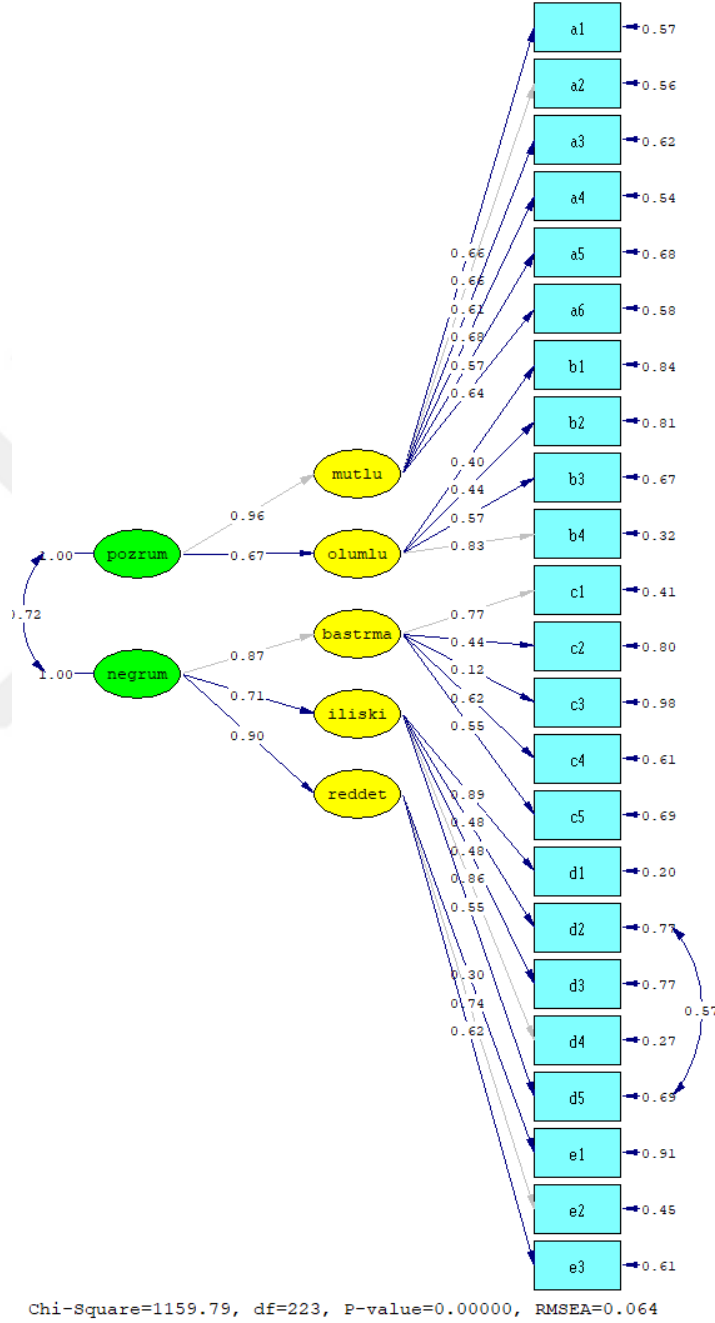 a1 0.57
a2 0.56
a3 0.62
a4 0.54
a5 0.68
a6 0.58
b1 0.84
b2 0.81
b3 0.67
b4 0.32
c1 0.41
c2 0.80
c3 0.98
c4 0.61
c5 0.69
d1 0.20
d2 0.77
d3 0.77
d4 0.27
d5 0.69
e1 0.91
e2 0.45
e3 0.61
0.57
0.66
0.66
0.61
0.68
0.57
0.64
0.40
0.44
0.57
0.83
0.77
0.44
0.12
0.62
0.55
0.89
0.48
0.48
0.86
0.55
0.30
0.74
0.62
mutlu
olumlu
bastrma
iliski
reddet
0.96
0.67
0.87
0.71
0.90
1.00 pozrum
0.72
1.00 negrum
Chi-Square=1159.79, df=223, P-value=0.00000, RMSEA=0.064